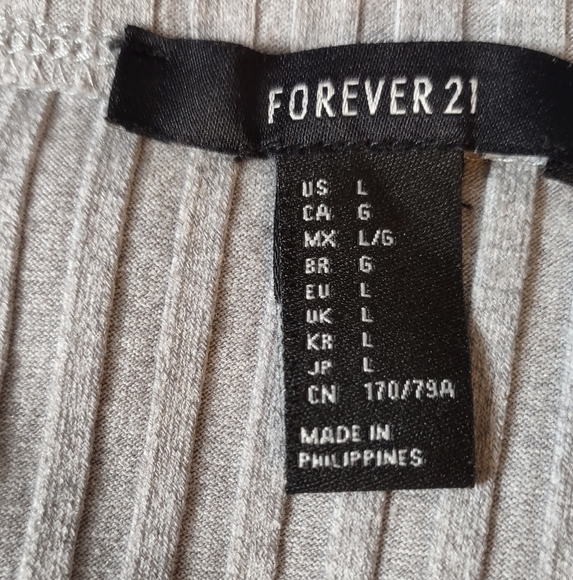 FOREVER 21
US L
CA G
MX L/G
BR G
EU L
UK L
KR L
JP L
CN 170/79A
MADE IN
PHILIPPINES